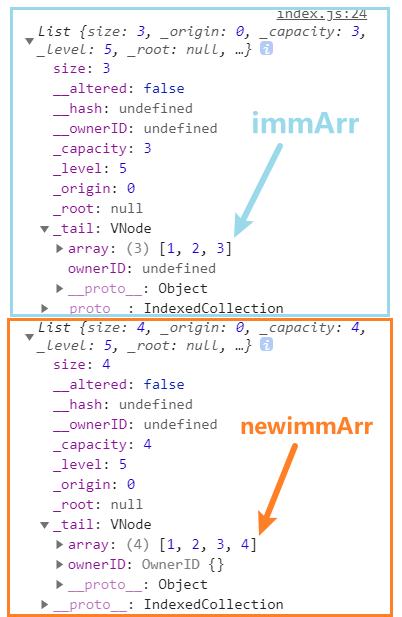 index.js:24
List {size: 3, _origin: 0, _capacity: 3,
_level: 5, _root: null, …} i
size: 3
__altered: false
__hash: undefined
__ownerID: undefined
_capacity: 3
_level: 5
_origin: 0
_root: null
_tail: VNode
array: (3) [1, 2, 3]
ownerID: undefined
__proto__: Object
__proto__: IndexedCollection
immArr
List {size: 4, _origin: 0, _capacity: 4,
_level: 5, _root: null, …} i
size: 4
__altered: false
__hash: undefined
__ownerID: undefined
_capacity: 4
_level: 5
_origin: 0
_root: null
_tail: VNode
array: (4) [1, 2, 3, 4]
ownerID: OwnerID {}
__proto__: Object
__proto__: IndexedCollection
newimmArr